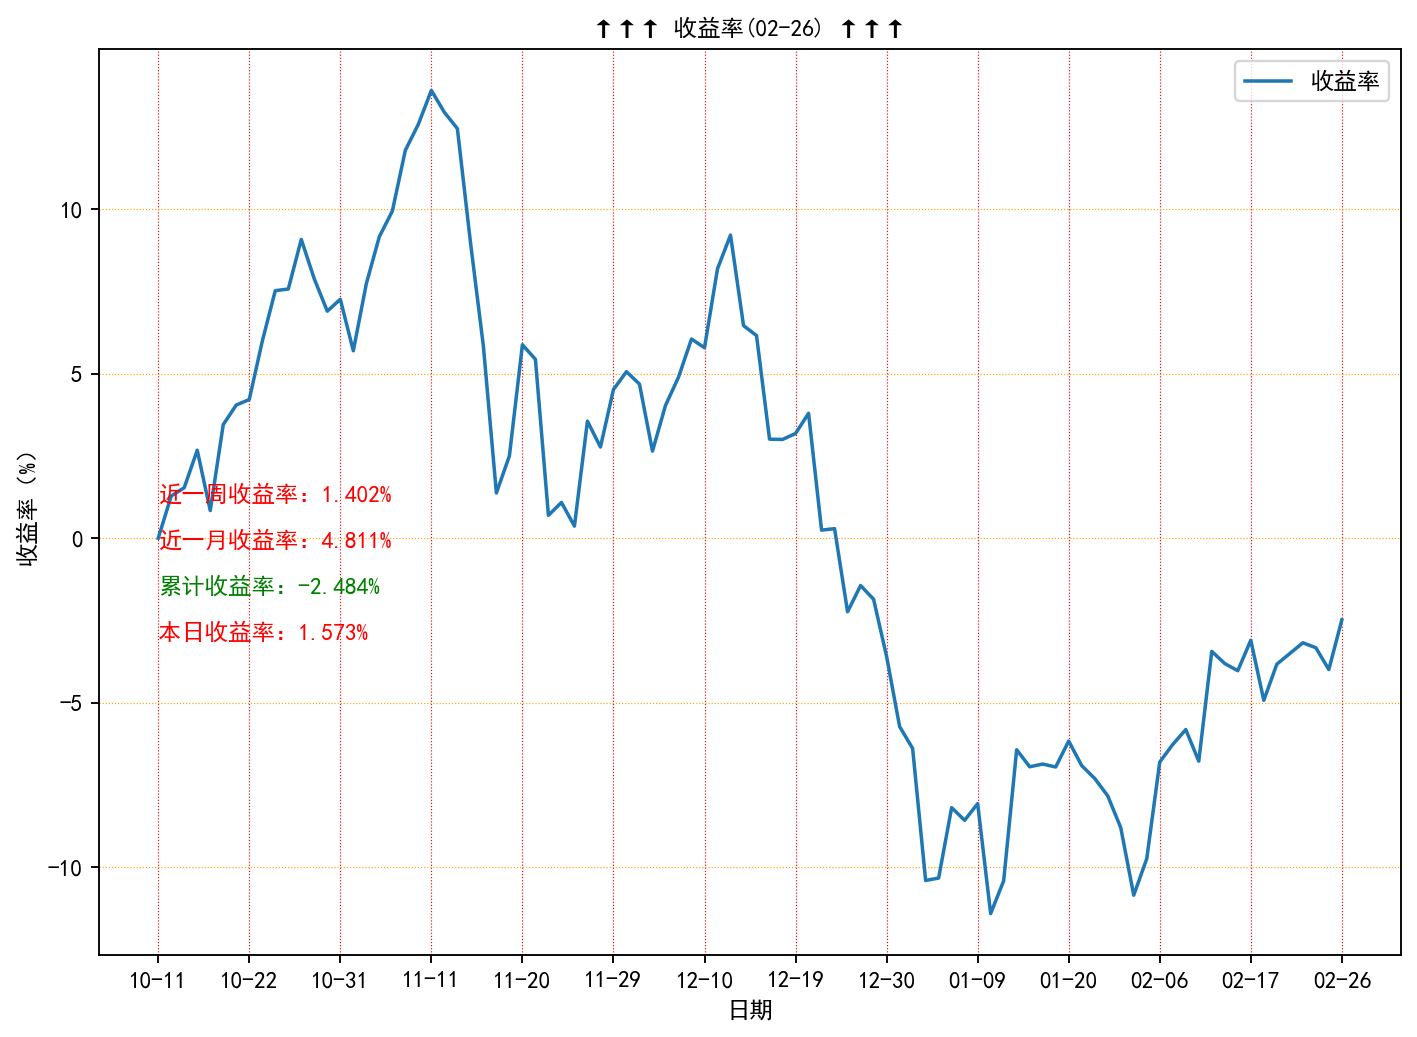 ↑↑↑ 收益率(02-26) ↑↑↑
收益率
10
5
0
-5
-10
收益率 (%)
近一周收益率: 1.402%
近一月收益率: 4.811%
累计收益率: -2.484%
本日收益率: 1.573%
10-11 10-22 10-31 11-11 11-20 11-29 12-10 12-19 12-30 01-09 01-20 02-06 02-17 02-26
日期